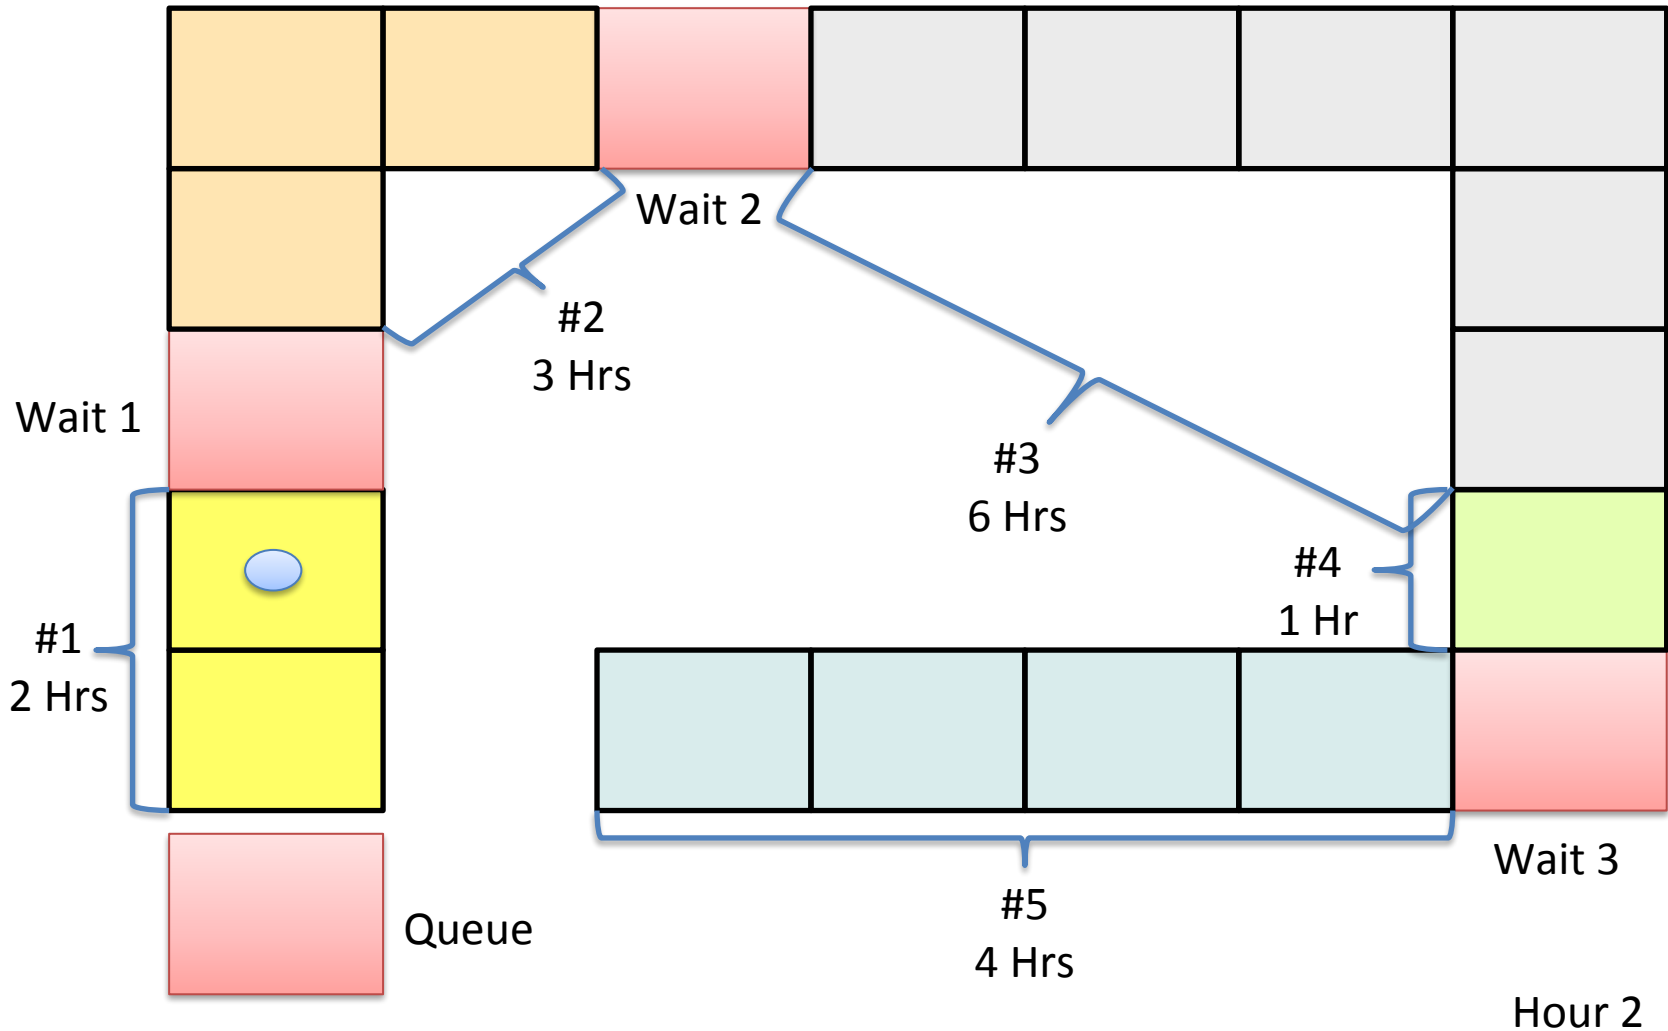 Wait 2
#2
3 Hrs
Wait 1
#3
6 Hrs
#4
1 Hr
#1
2 Hrs
Wait 3
#5
4 Hrs
Queue
Hour 2